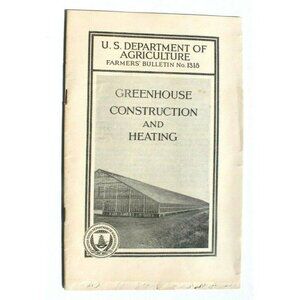 U. S. DEPARTMENT OF
AGRICULTURE
FARMERS' BULLETIN No. 1318
GREENHOUSE
CONSTRUCTION
AND
HEATING